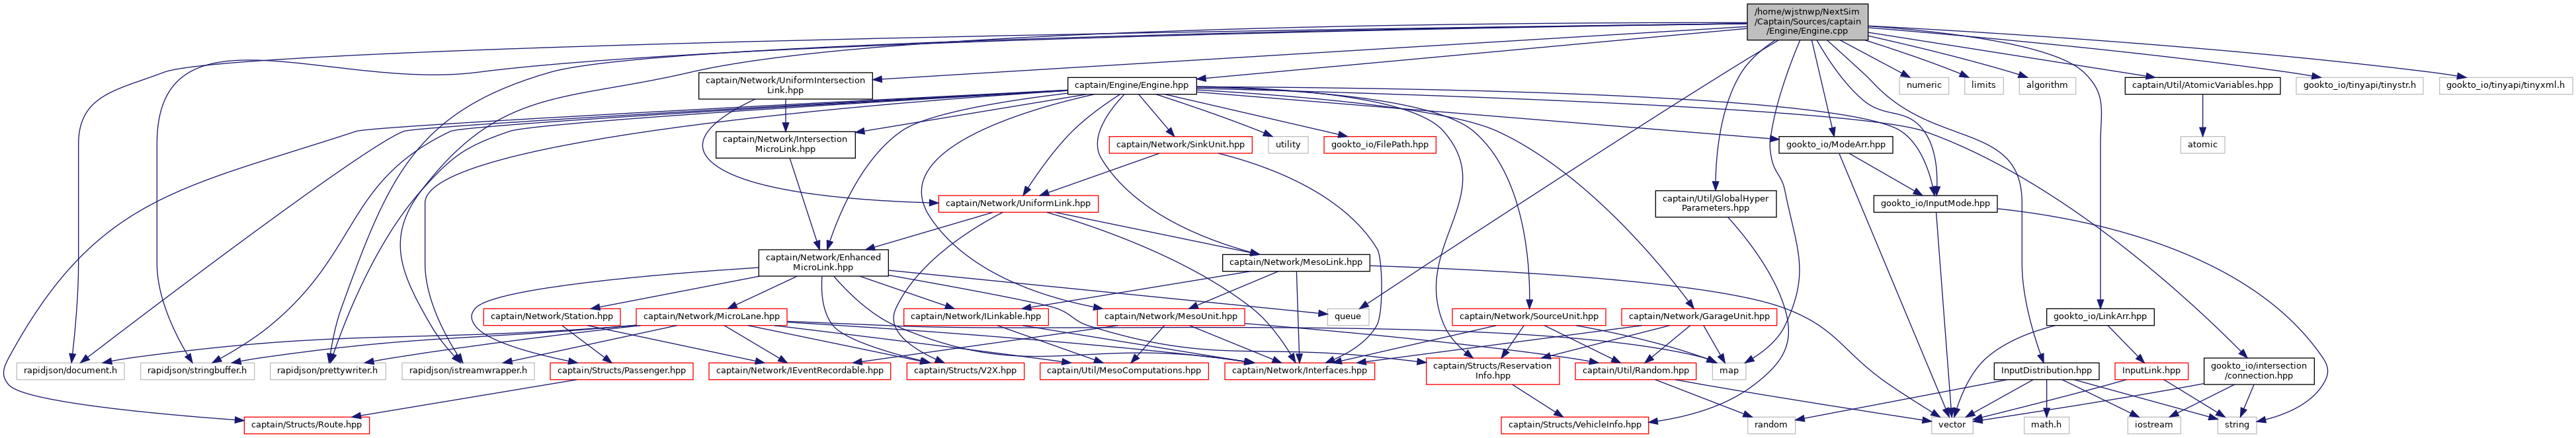 /home/wjstnwp/NextSim
/Captain/Sources/captain
/Engine/Engine.cpp
captain/Network/UniformIntersection
Link.hpp
captain/Engine/Engine.hpp
numeric
limits
algorithm
captain/Util/AtomicVariables.hpp
gookto_io/tinyapi/tinystr.h
gookto_io/tinyapi/tinyxml.h
captain/Network/Intersection
MicroLink.hpp
captain/Network/SinkUnit.hpp
utility
gookto_io/FilePath.hpp
gookto_io/ModeArr.hpp
atomic
captain/Network/UniformLink.hpp
captain/Util/GlobalHyper
Parameters.hpp
gookto_io/InputMode.hpp
captain/Network/Enhanced
MicroLink.hpp
captain/Network/MesoLink.hpp
captain/Network/Station.hpp
captain/Network/MicroLane.hpp
captain/Network/ILinkable.hpp
captain/Network/MesoUnit.hpp
queue
captain/Network/SourceUnit.hpp
captain/Network/GarageUnit.hpp
gookto_io/LinkArr.hpp
rapidjson/document.h
rapidjson/stringbuffer.h
rapidjson/prettywriter.h
rapidjson/istreamwrapper.h
captain/Structs/Passenger.hpp
captain/Network/IEventRecordable.hpp
captain/Structs/V2X.hpp
captain/Util/MesoComputations.hpp
captain/Network/Interfaces.hpp
map
captain/Structs/Reservation
Info.hpp
captain/Util/Random.hpp
InputDistribution.hpp
InputLink.hpp
gookto_io/intersection
/connection.hpp
captain/Structs/Route.hpp
captain/Structs/VehicleInfo.hpp
random
vector
math.h
iostream
string